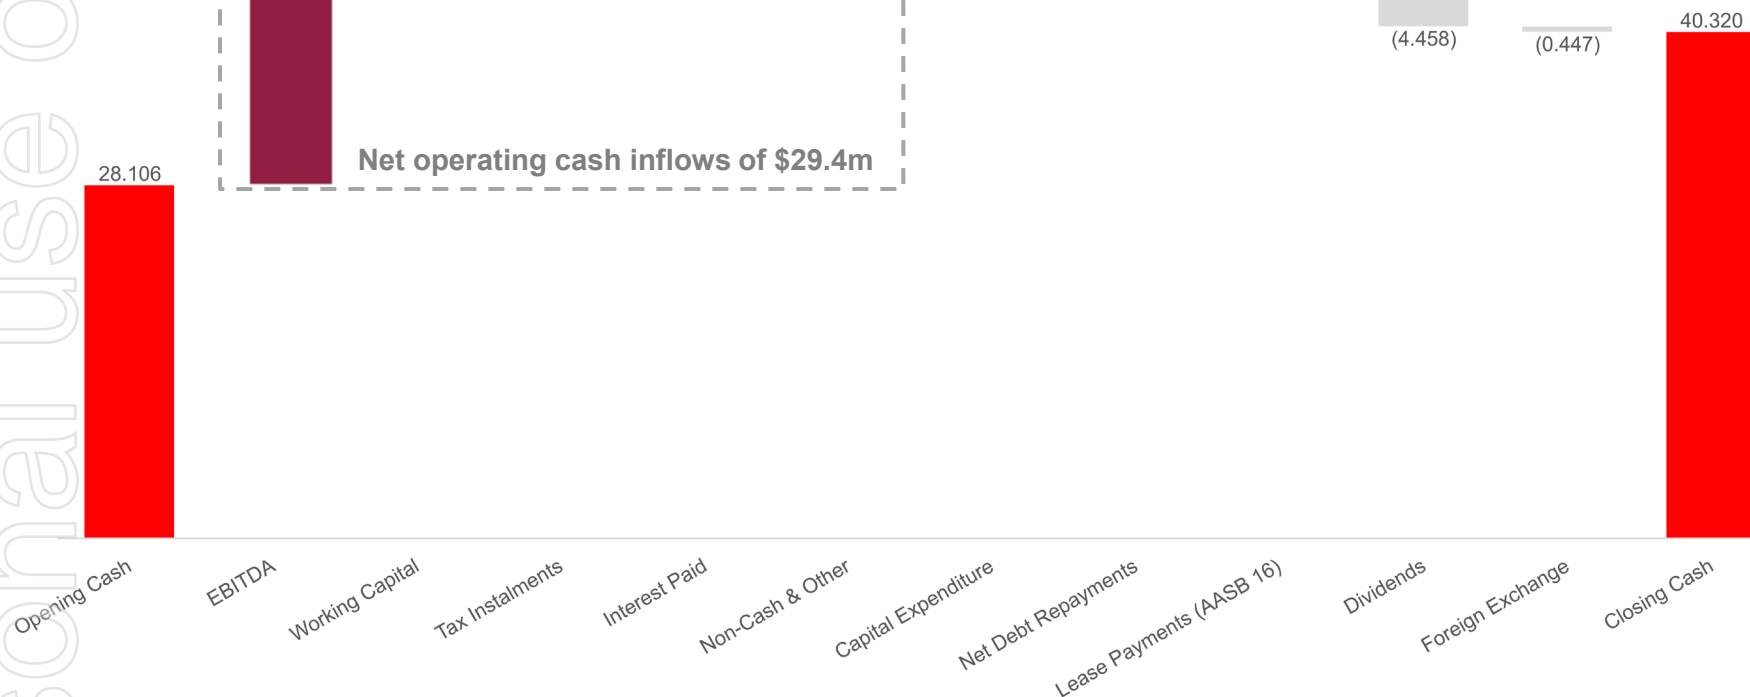 40.320
(4.458)
(0.447)
Net operating cash inflows of $29.4m
28.106
Opening Cash
EBITDA
Working Capital
Tax Instalments
Interest Paid
Non-Cash & Other
Capital Expenditure
Net Debt Repayments
Lease Payments (AASB 16)
Dividends
Foreign Exchange
Closing Cash
sonal use o